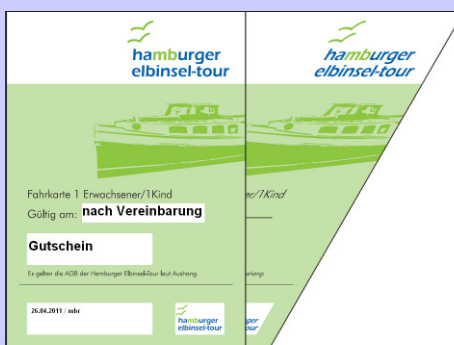 hamburger
elbinsel-tour
Fahrkarte 1 Erwachsener/1Kind
Gültig am: nach Vereinbarung
Gutschein
Es gelten die AGB der Hamburger Elbinsel-Tour laut Aushang.
26.04.2011 / mbr
hamburger
elbinsel-tour
hamburger
elbinsel-tour
er/1Kind